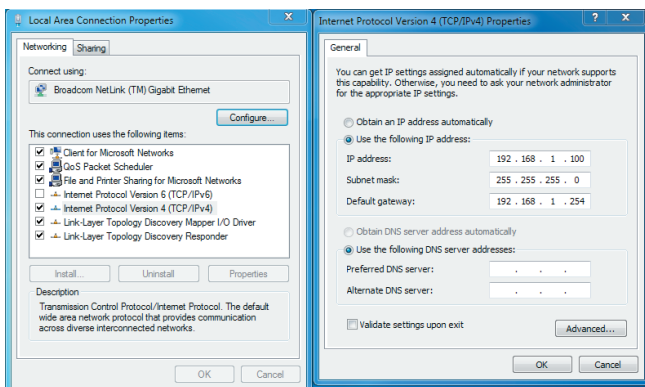 Local Area Connection Properties
X
Networking Sharing
Connect using:
Broadcom NetLink (TM) Gigabit Ethernet
Configure...
This connection uses the following items:
Client for Microsoft Networks
QoS Packet Scheduler
File and Printer Sharing for Microsoft Networks
Internet Protocol Version 6 (TCP/IPv6)
Internet Protocol Version 4 (TCP/IPv4)
Link-Layer Topology Discovery Mapper I/O Driver
Link-Layer Topology Discovery Responder
Install... Uninstall Properties
Description
Transmission Control Protocol/Internet Protocol. The default
wide area network protocol that provides communication
across diverse interconnected networks.
OK Cancel
Internet Protocol Version 4 (TCP/IPv4) Properties
? X
General
You can get IP settings assigned automatically if your network supports
this capability. Otherwise, you need to ask your network administrator
for the appropriate IP settings.
Obtain an IP address automatically
Use the following IP address:
IP address: 192 . 168 . 1 . 100
Subnet mask: 255 . 255 . 255 . 0
Default gateway: 192 . 168 . 1 . 254
Obtain DNS server address automatically
Use the following DNS server addresses:
Preferred DNS server: . . .
Alternate DNS server: . . .
Validate settings upon exit
Advanced...
OK Cancel